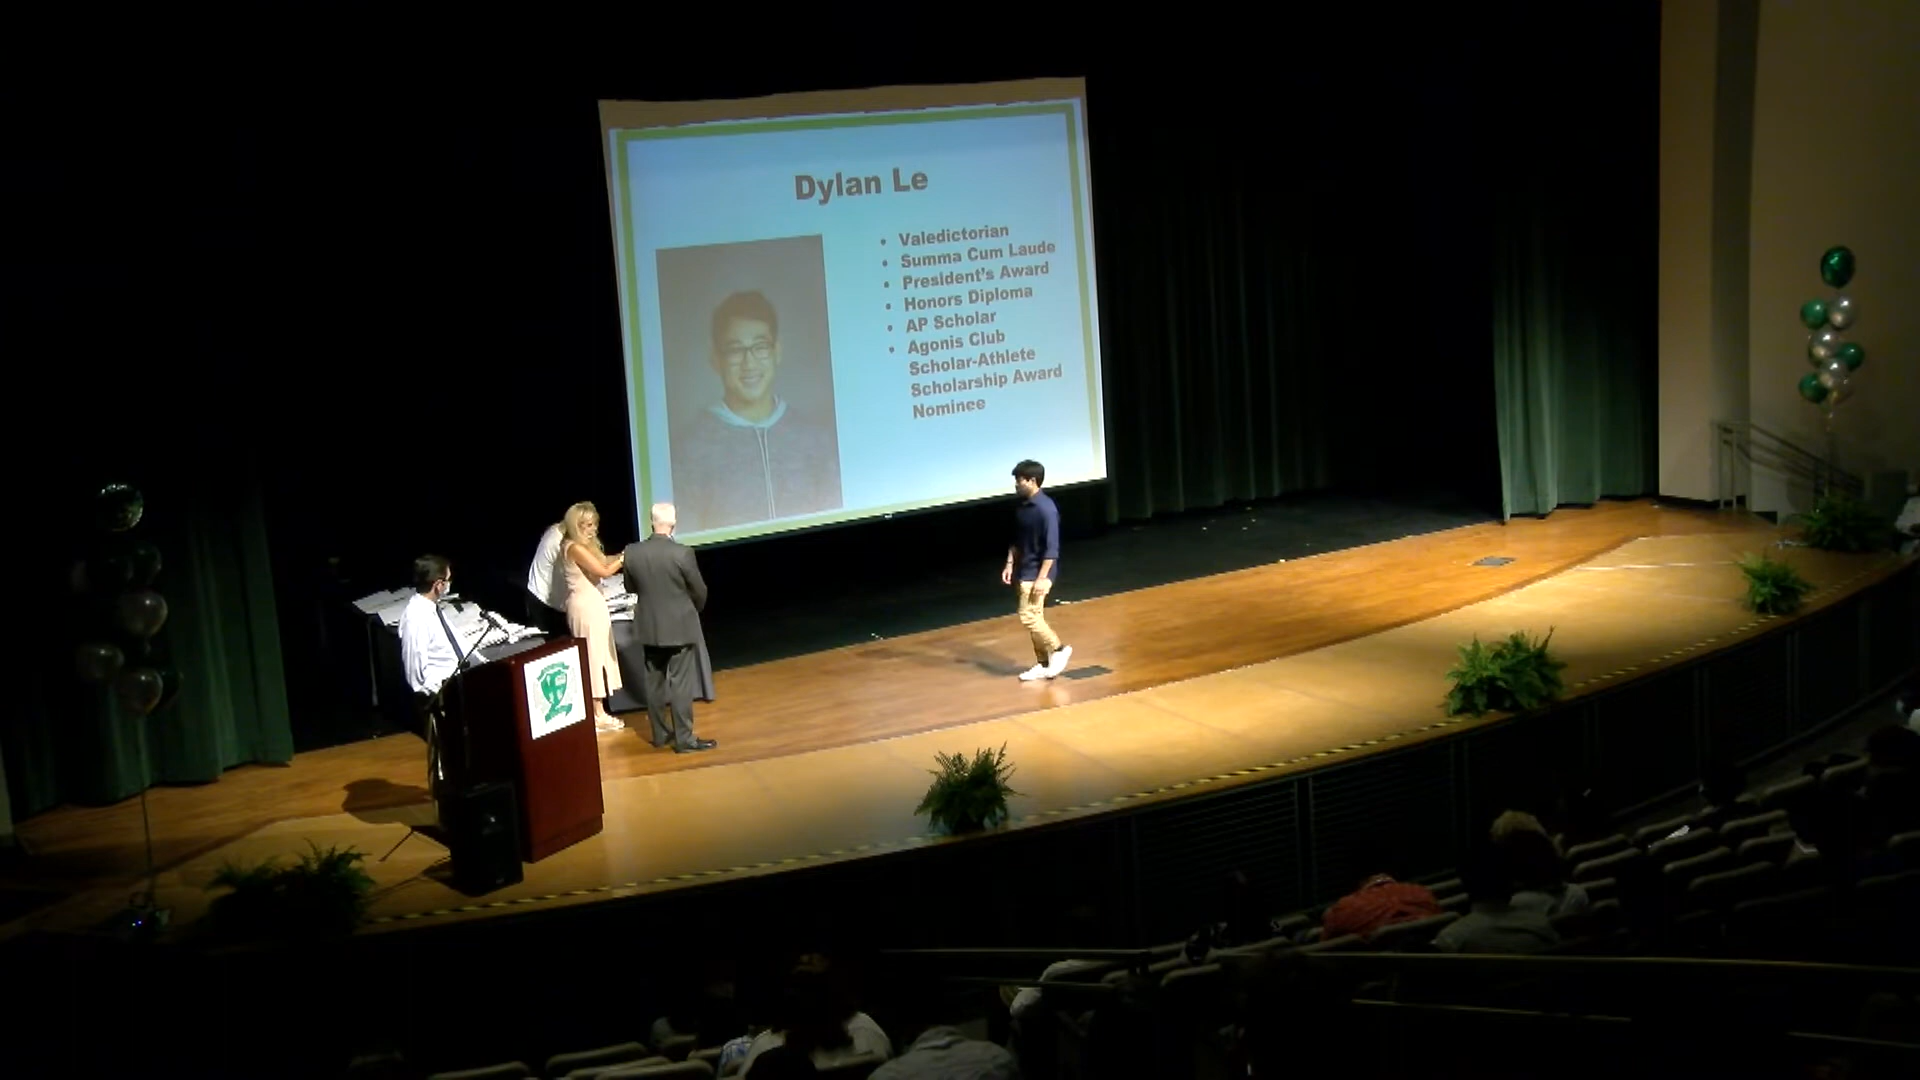 Dylan Le
• Valedictorian
• Summa Cum Laude
• President's Award
• Honors Diploma
• AP Scholar
• Agonis Club
Scholar-Athlete
Scholarship Award
Nominee